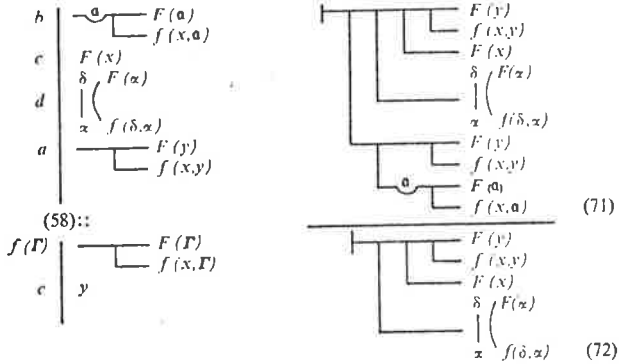 b a F(a)
f(x,a)
c F(x)
d δ F(α)
α f(δ,α)
a F(y)
f(x,y)
F(y)
f(x,y)
F(x)
δ F(α)
α f(δ,α)
F(y)
f(x,y)
a F(a)
f(x,a) (71)
(58)::
f(Γ) F(Γ)
f(x,Γ)
c y
F(y)
f(x,y)
F(x)
δ F(α)
α f(δ,α) (72)